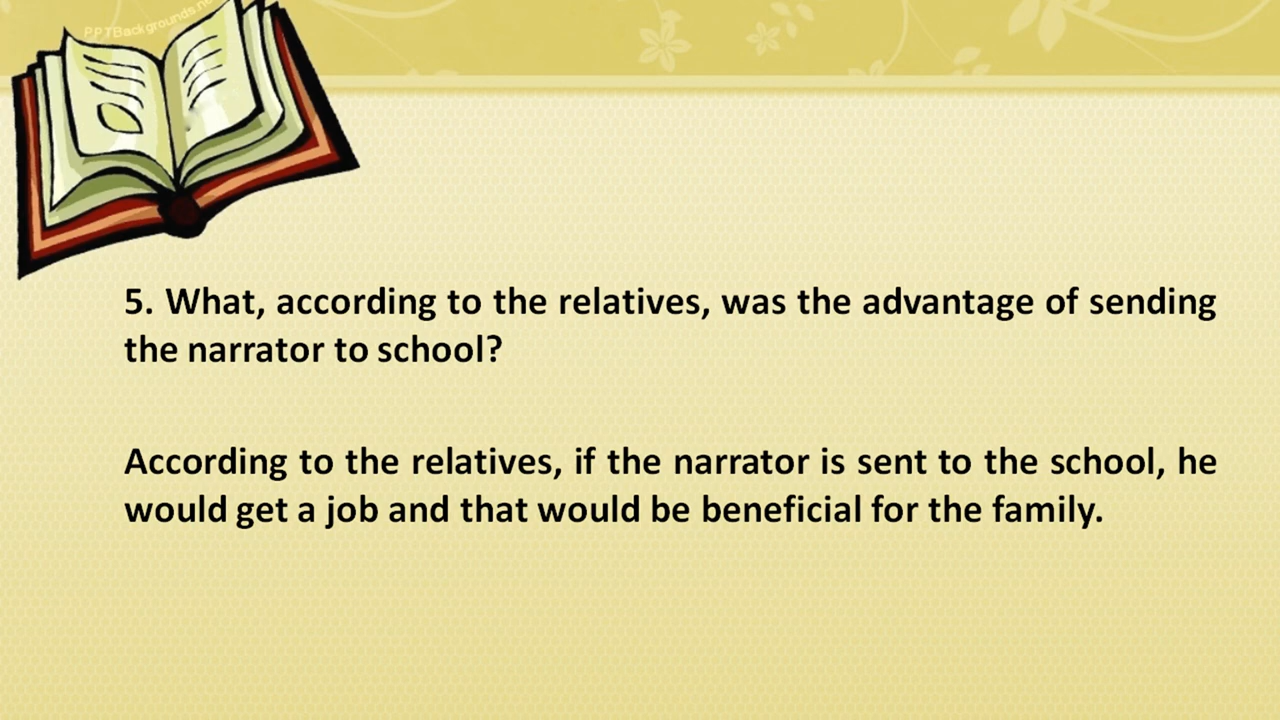 PPTBackgrounds.net
5. What, according to the relatives, was the advantage of sending
the narrator to school?
According to the relatives, if the narrator is sent to the school, he
would get a job and that would be beneficial for the family.